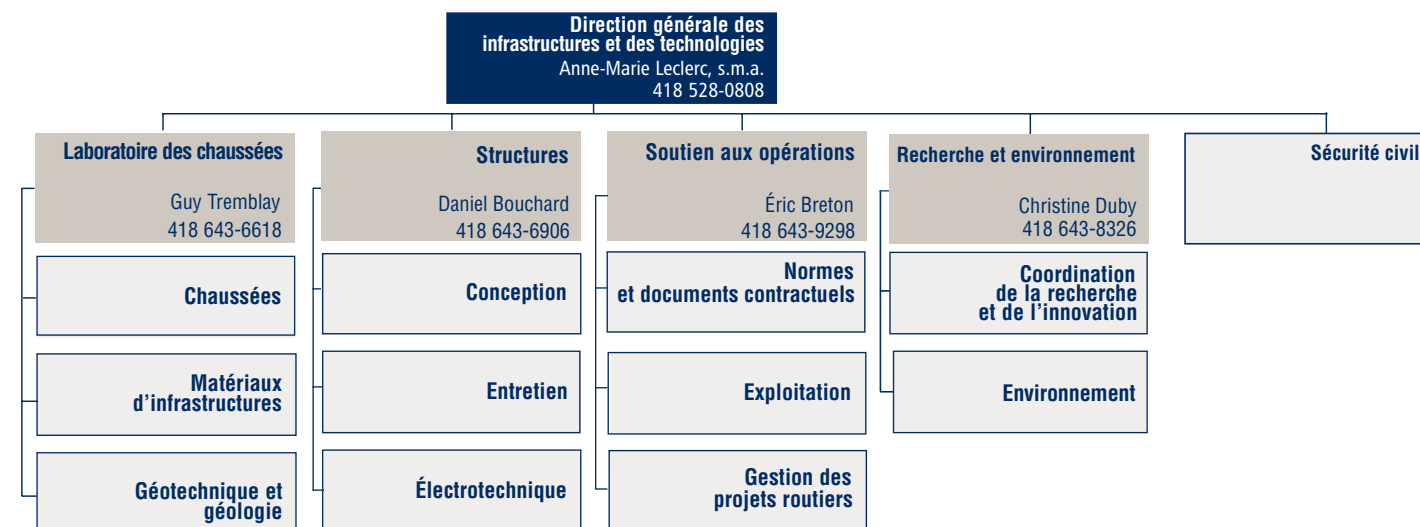 Direction générale des
infrastructures et des technologies
Anne-Marie Leclerc, s.m.a.
418 528-0808
Laboratoire des chaussées
Guy Tremblay
418 643-6618
Chaussées
Matériaux
d'infrastructures
Géotechnique et
géologie
Structures
Daniel Bouchard
418 643-6906
Conception
Entretien
Électrotechnique
Soutien aux opérations
Éric Breton
418 643-9298
Normes
et documents contractuels
Exploitation
Gestion des
projets routiers
Recherche et environnement
Christine Duby
418 643-8326
Coordination
de la recherche
et de l'innovation
Environnement
Sécurité civil